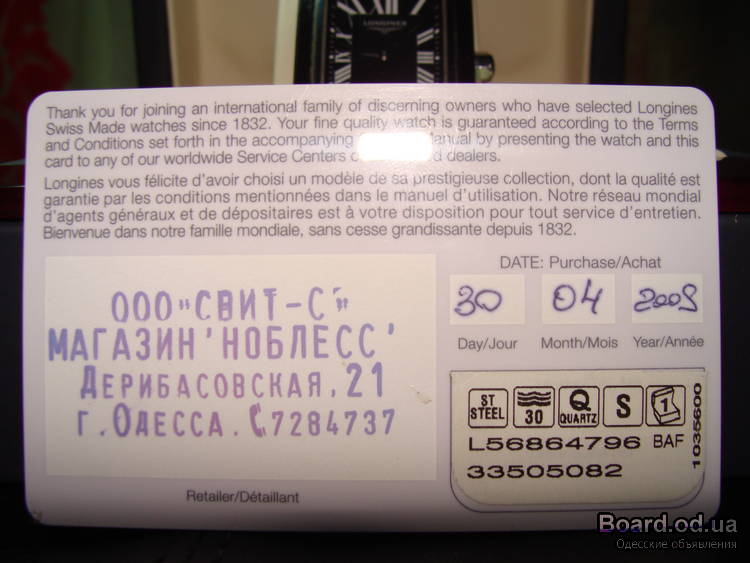 LONGINES
Thank you for joining an international family of discerning owners who have selected Longines
Swiss Made watches since 1832. Your fine quality watch is guaranteed according to the Terms
and Conditions set forth in the accompanying manual by presenting the watch and this
card to any of our worldwide Service Centers dealers.
Longines vous félicite d'avoir choisi un modèle de sa prestigieuse collection, dont la qualité est
garantie par les conditions mentionnées dans le manuel d'utilisation. Notre réseau mondial
d'agents généraux et de dépositaires est à votre disposition pour tout service d'entretien.
Bienvenue dans notre famille mondiale, sans cesse grandissante depuis 1832.
ООО "СВИТ-С"
МАГАЗИН 'НОБЛЕСС'
ДЕРИБАСОВСКАЯ, 21
Г. ОДЕССА. 7284737
Retailer/Détaillant
DATE: Purchase/Achat
30 04
Day/Jour Month/Mois Year/Année
ST STEEL 30 Q QUARTZ S 1
L56864796 BAF
33505082
1035600
Board.od.ua
Одесские объявления